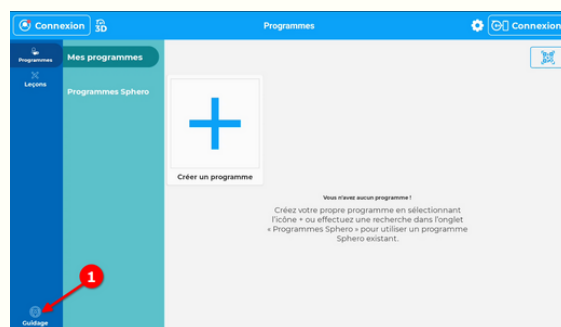 Connexion
3D
Programmes
Connexion
Programmes
Leçons
Mes programmes
Programmes Sphero
Créer un programme
Vous n'avez aucun programme !
Créez votre propre programme en sélectionnant
l'icône + ou effectuez une recherche dans l'onglet
« Programmes Sphero » pour utiliser un programme
Sphero existant.
1
Guidage